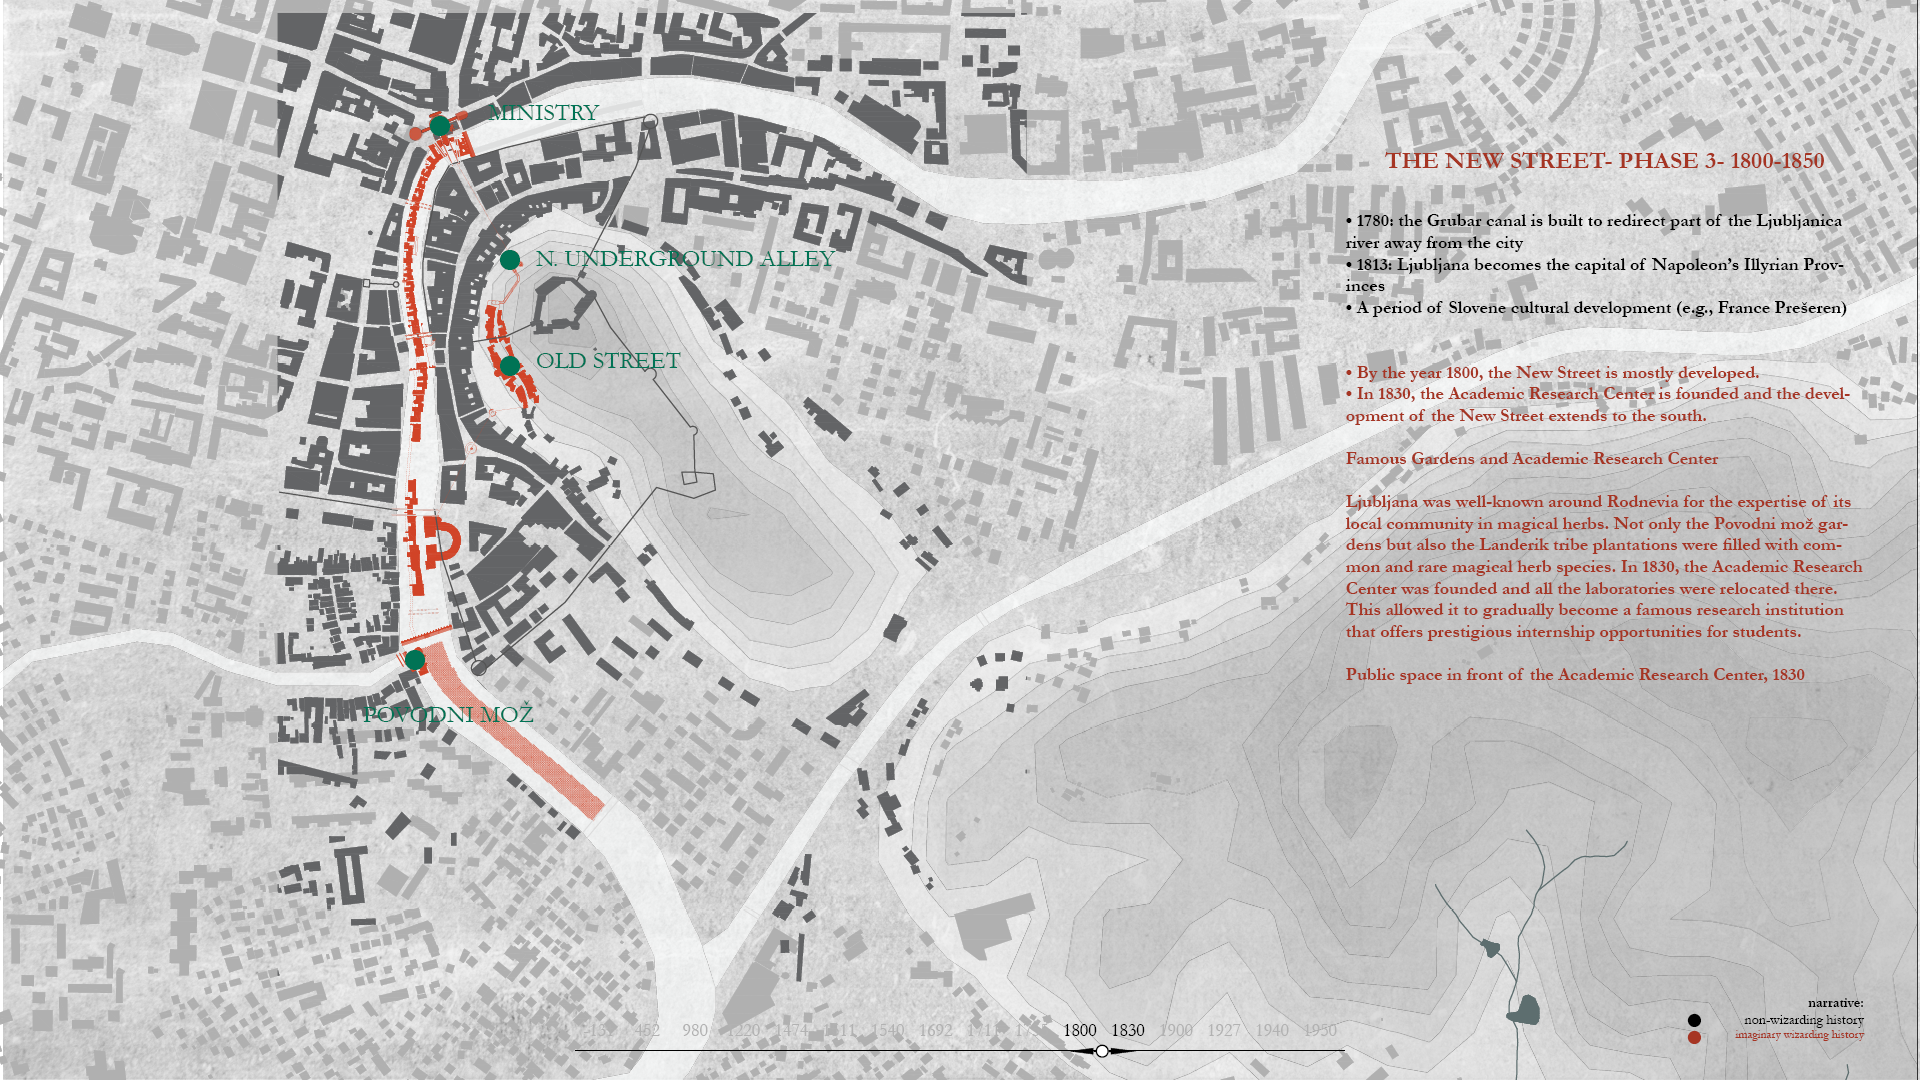 MINISTRY
N. UNDERGROUND ALLEY
OLD STREET
POVODNI MOŽ
THE NEW STREET- PHASE 3- 1800-1850
• 1780: the Grubar canal is built to redirect part of the Ljubljanica
river away from the city
• 1813: Ljubljana becomes the capital of Napoleon's Illyrian Prov-
inces
• A period of Slovene cultural development (e.g., France Prešeren)
• By the year 1800, the New Street is mostly developed.
• In 1830, the Academic Research Center is founded and the devel-
opment of the New Street extends to the south.
Famous Gardens and Academic Research Center
Ljubljana was well-known around Rodnevia for the expertise of its
local community in magical herbs. Not only the Povodni mož gar-
dens but also the Landerik tribe plantations were filled with com-
mon and rare magical herb species. In 1830, the Academic Research
Center was founded and all the laboratories were relocated there.
This allowed it to gradually become a famous research institution
that offers prestigious internship opportunities for students.
Public space in front of the Academic Research Center, 1830
narrative:
non-wizarding history
imaginary wizarding history
452 980 1220 1474 1511 1540 1692 1800 1830 1900 1927 1940 1950